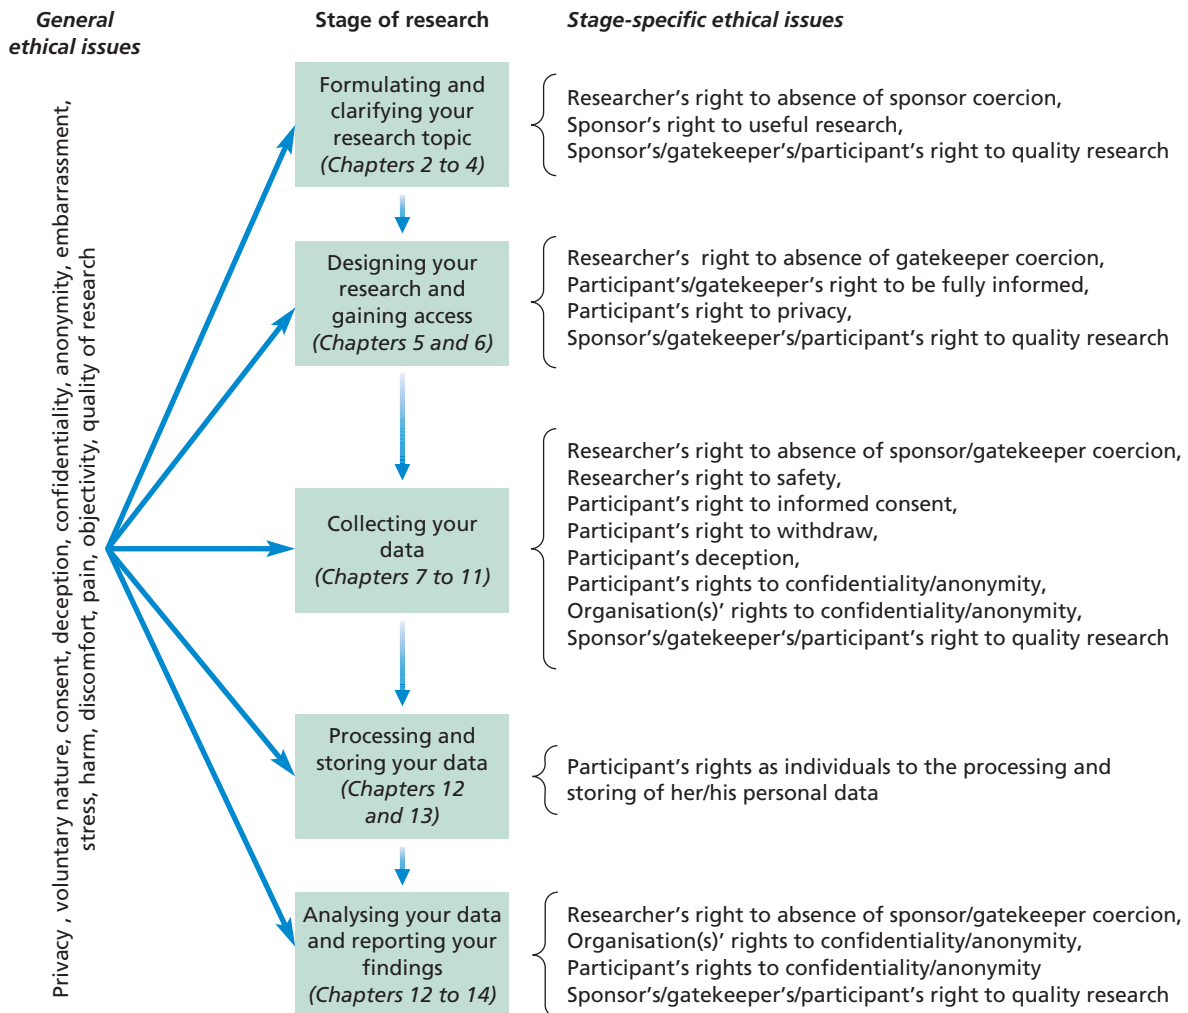 General
ethical issues
Stage of research
Stage-specific ethical issues
Privacy , voluntary nature, consent, deception, confidentiality, anonymity, embarrassment,
stress, harm, discomfort, pain, objectivity, quality of research
Formulating and
clarifying your
research topic
(Chapters 2 to 4)
Researcher’s right to absence of sponsor coercion,
Sponsor’s right to useful research,
Sponsor’s/gatekeeper’s/participant’s right to quality research
Designing your
research and
gaining access
(Chapters 5 and 6)
Researcher’s  right to absence of gatekeeper coercion,
Participant’s/gatekeeper’s right to be fully informed,
Participant’s right to privacy,
Sponsor’s/gatekeeper’s/participant’s right to quality research
Collecting your
data
(Chapters 7 to 11)
Researcher’s right to absence of sponsor/gatekeeper coercion,
Researcher’s right to safety,
Participant’s right to informed consent,
Participant’s right to withdraw,
Participant’s deception,
Participant’s rights to confidentiality/anonymity,
Organisation(s)’ rights to confidentiality/anonymity,
Sponsor’s/gatekeeper‘s/participant’s right to quality research
Processing and
storing your data
(Chapters 12
and 13)
Participant’s rights as individuals to the processing and
storing of her/his personal data
Analysing your data
and reporting your
findings
(Chapters 12 to 14)
Researcher’s right to absence of sponsor/gatekeeper coercion,
Organisation(s)’ rights to confidentiality/anonymity,
Participant’s rights to confidentiality/anonymity
Sponsor’s/gatekeeper’s/participant’s right to quality research